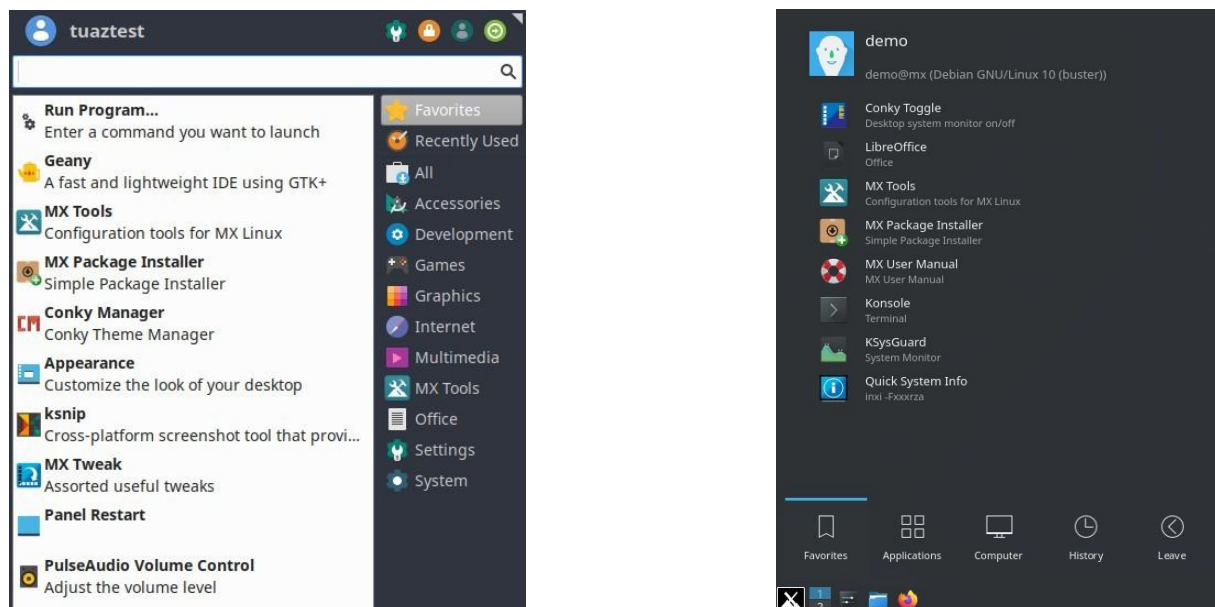 tuaztest
Run Program...
Enter a command you want to launch
Geany
A fast and lightweight IDE using GTK+
MX Tools
Configuration tools for MX Linux
MX Package Installer
Simple Package Installer
Conky Manager
Conky Theme Manager
Appearance
Customize the look of your desktop
ksnip
Cross-platform screenshot tool that provi...
MX Tweak
Assorted useful tweaks
Panel Restart
PulseAudio Volume Control
Adjust the volume level
Favorites
Recently Used
All
Accessories
Development
Games
Graphics
Internet
Multimedia
MX Tools
Office
Settings
System
demo
demo@mx (Debian GNU/Linux 10 (buster))
Conky Toggle
Desktop system monitor on/off
LibreOffice
Office
MX Tools
Configuration tools for MX Linux
MX Package Installer
Simple Package Installer
MX User Manual
MX User Manual
Konsole
Terminal
KSysGuard
System Monitor
Quick System Info
inxi -Fxxxrza
Favorites
Applications
Computer
History
Leave
1
2